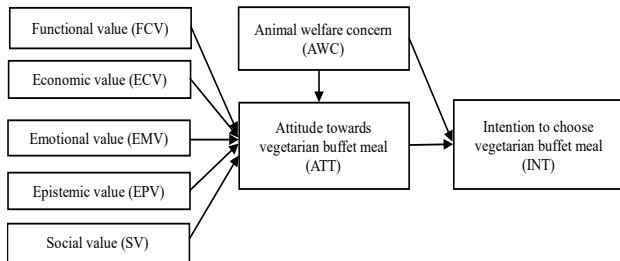 Functional value (FCV)
Economic value (ECV)
Emotional value (EMV)
Epistemic value (EPV)
Social value (SV)
Animal welfare concern
(AWC)
Attitude towards
vegetarian buffet meal
(ATT)
Intention to choose
vegetarian buffet meal
(INT)